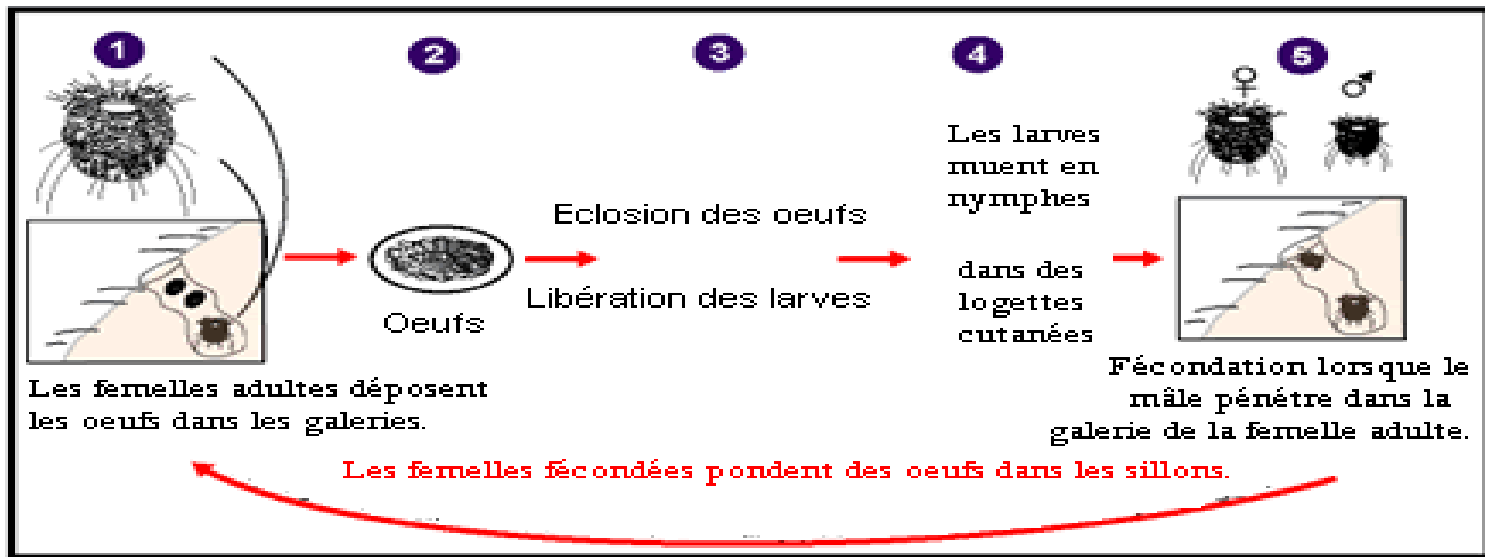 1
2
3
4
5
♀
♂
Les larves
muent en
nymphes
dans des
logettes
cutanées
Eclosion des oeufs
Libération des larves
Oeufs
Les femelles adultes déposent
les oeufs dans les galeries.
Fécondation lorsque le
mâle pénétre dans la
galerie de la femelle adulte.
Les femelles fécondées pondent des oeufs dans les sillons.